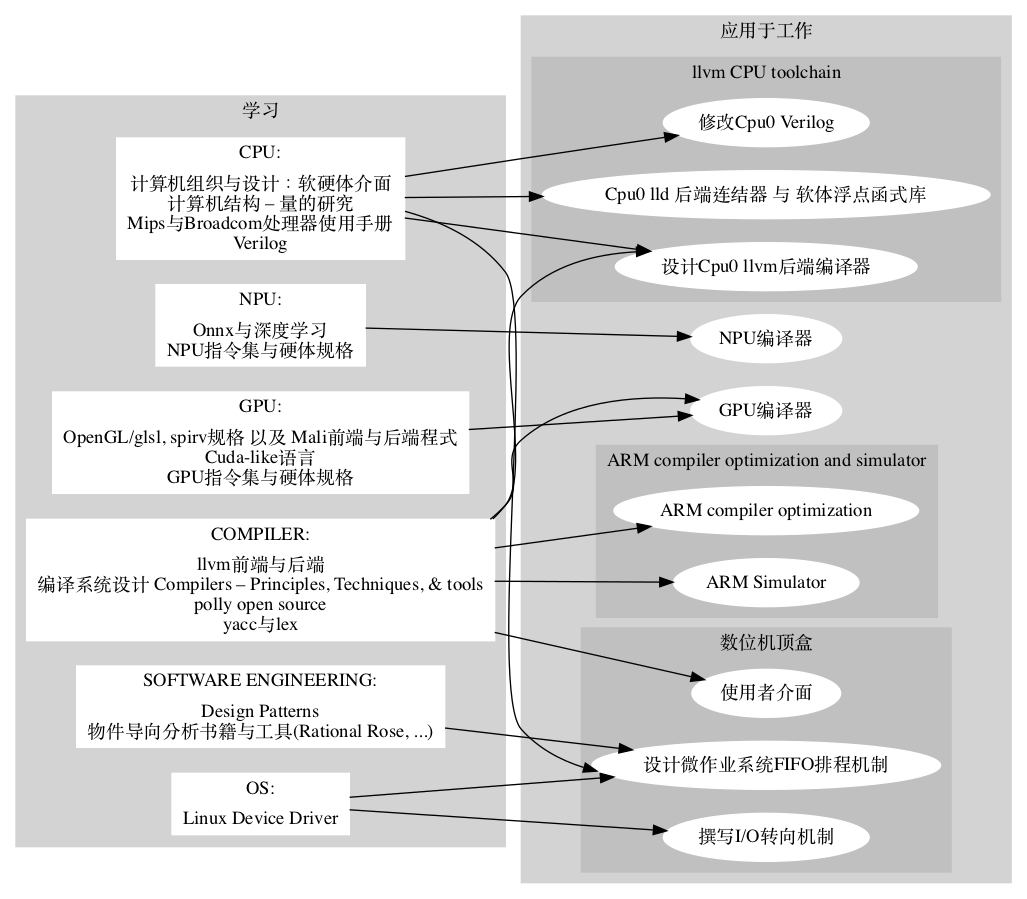 学习
CPU:
计算机组织与设计：软硬体介面
计算机结构 – 量的研究
Mips与Broadcom处理器使用手册
Verilog
NPU:
Onnx与深度学习
NPU指令集与硬体规格
GPU:
OpenGL/glsl, spirv规格 以及 Mali前端与后端程式
Cuda-like语言
GPU指令集与硬体规格
COMPILER:
llvm前端与后端
编译系统设计 Compilers – Principles, Techniques, & tools
polly open source
yacc与lex
SOFTWARE ENGINEERING:
Design Patterns
物件导向分析书籍与工具(Rational Rose, ...)
OS:
Linux Device Driver
应用于工作
llvm CPU toolchain
修改Cpu0 Verilog
Cpu0 lld 后端连结器 与 软体浮点函式库
设计Cpu0 llvm后端编译器
NPU编译器
GPU编译器
ARM compiler optimization and simulator
ARM compiler optimization
ARM Simulator
数位机顶盒
使用者介面
设计微作业系统FIFO排程机制
撰写I/O转向机制